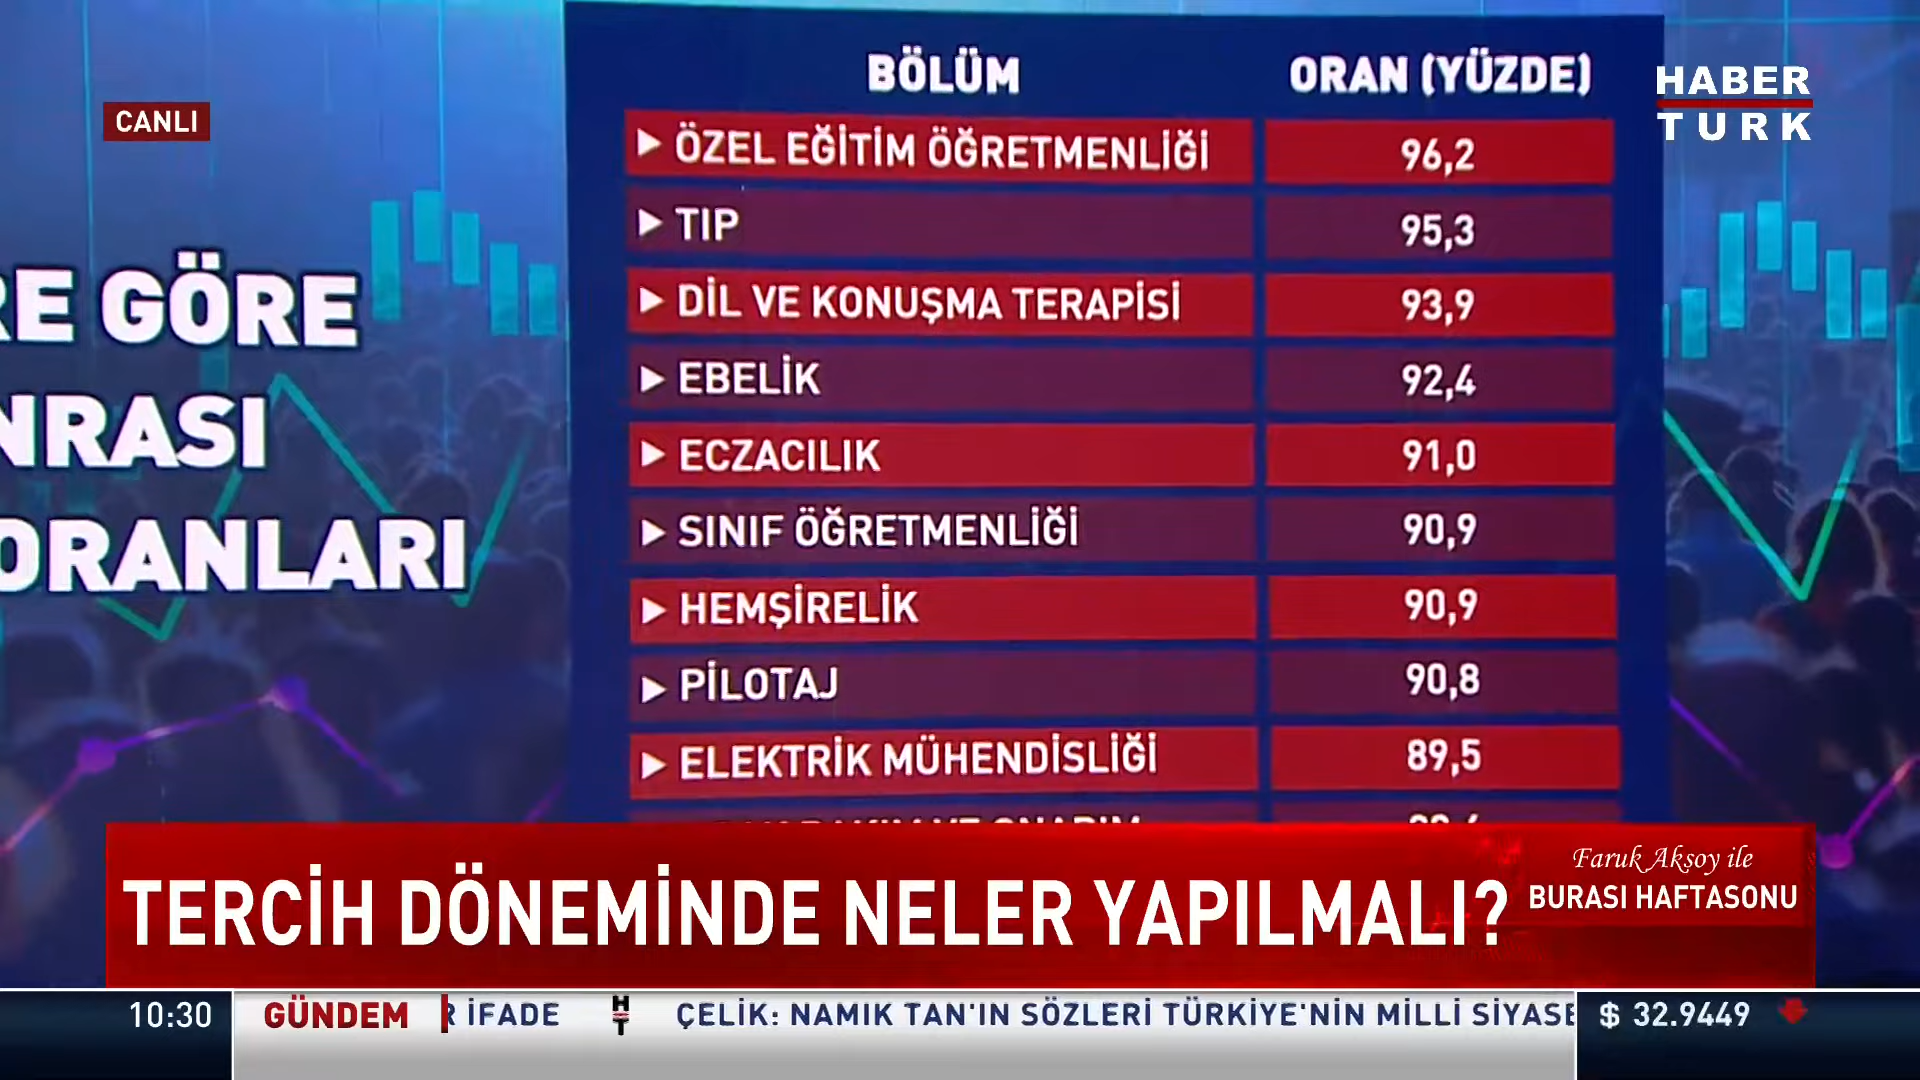 BÖLÜM ORAN (YÜZDE)
HABER
TURK
CANLI
ÖZEL EĞİTİM ÖĞRETMENLİĞİ 96,2
TIP 95,3
DİL VE KONUŞMA TERAPİSİ 93,9
EBELİK 92,4
ECZACILIK 91,0
SINIF ÖĞRETMENLİĞİ 90,9
HEMŞİRELİK 90,9
PİLOTAJ 90,8
ELEKTRİK MÜHENDİSLİĞİ 89,5
GÖRE
ORANLARI
TERCİH DÖNEMİNDE NELER YAPILMALI?
Faruk Aksoy ile
BURASI HAFTASONU
10:30 GÜNDEM İFADE HT ÇELİK: NAMIK TAN'IN SÖZLERİ TÜRKİYE'NİN MİLLİ $ 32.9449